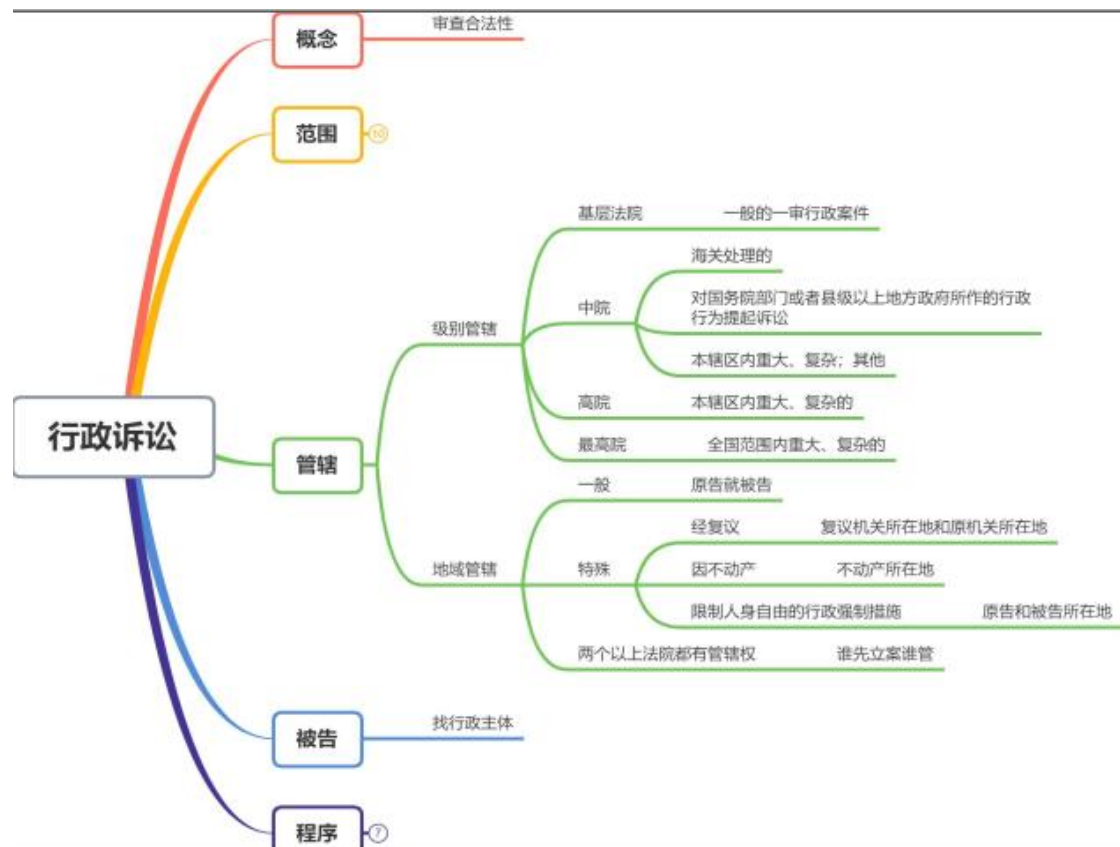 概念
审查合法性
范围
10
行政诉讼
管辖
级别管辖
基层法院
一般的一审行政案件
中院
海关处理的
对国务院部门或者县级以上地方政府所作的行政
行为提起诉讼
本辖区内重大、复杂；其他
高院
本辖区内重大、复杂的
最高院
全国范围内重大、复杂的
地域管辖
一般
原告就被告
特殊
经复议
复议机关所在地和原机关所在地
因不动产
不动产所在地
限制人身自由的行政强制措施
原告和被告所在地
两个以上法院都有管辖权
谁先立案谁管
被告
找行政主体
程序
7